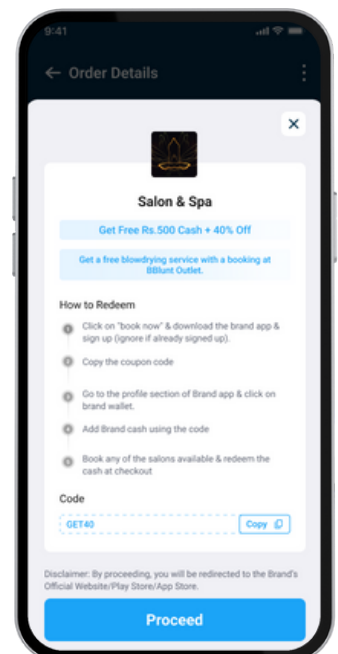 9:41
← Order Details
Salon & Spa
Get Free Rs.500 Cash + 40% Off
Get a free blowdrying service with a booking at
BBlunt Outlet.
How to Redeem
Click on "book now" & download the brand app &
sign up (ignore if already signed up).
Copy the coupon code
Go to the profile section of Brand app & click on
brand wallet.
Add Brand cash using the code
Book any of the salons available & redeem the
cash at checkout
Code
GET40
Copy
Disclaimer: By proceeding, you will be redirected to the Brand's
Official Website/Play Store/App Store.
Proceed